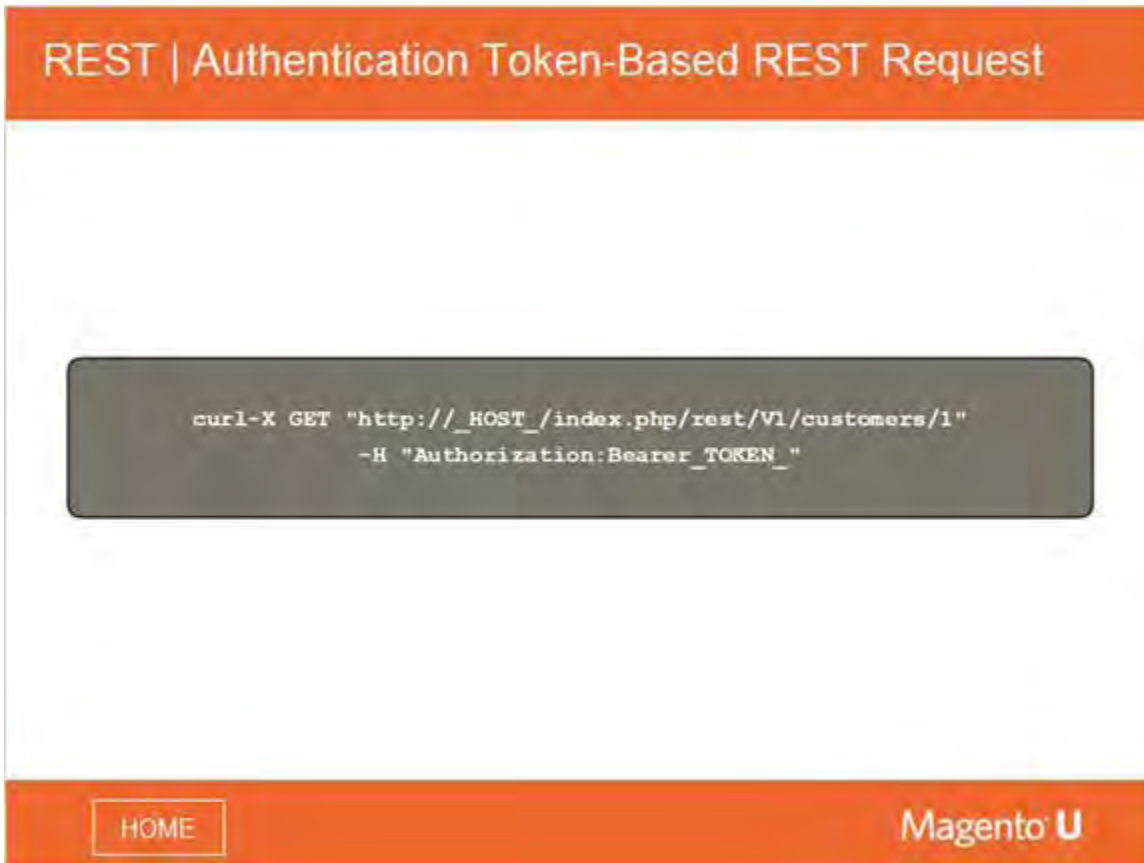 REST | Authentication Token-Based REST Request
curl-X GET "http://_HOST_/index.php/rest/V1/customers/1"
-H "Authorization:Bearer_TOKEN_"
HOME
Magento U